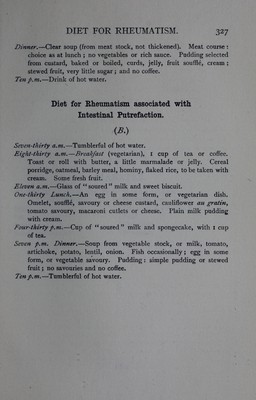 DIET FOR RHEUMATISM. 327
Dinner.—Clear soup (from meat stock, not thickened). Meat course:
choice as at lunch; no vegetables or rich sauce. Pudding selected
from custard, baked or boiled, curds, jelly, fruit soufflé, cream;
stewed fruit, very little sugar; and no coffee.
Ten p.m.—Drink of hot water.
Diet for Rheumatism associated with
Intestinal Putrefaction.
(B.)
Seven-thirty a.m.—Tumblerful of hot water.
Eight-thirty a.m.—Breakfast (vegetarian), 1 cup of tea or coffee.
Toast or roll with butter, a little marmalade or jelly. Cereal
porridge, oatmeal, barley meal, hominy, flaked rice, to be taken with
cream. Some fresh fruit.
Eleven a.m.—Glass of "soured" milk and sweet biscuit.
One-thirty Lunch.—An egg in some form, or vegetarian dish.
Omelet, soufflé, savoury or cheese custard, cauliflower au gratin,
tomato savoury, macaroni cutlets or cheese. Plain milk pudding
with cream.
Four-thirty p.m.—Cup of "soured" milk and spongecake, with 1 cup
of tea.
Seven p.m. Dinner.—Soup from vegetable stock, or milk, tomato,
artichoke, potato, lentil, onion. Fish occasionally; egg in some
form, or vegetable savoury. Pudding: simple pudding or stewed
fruit; no savouries and no coffee.
Ten p.m.—Tumblerful of hot water.